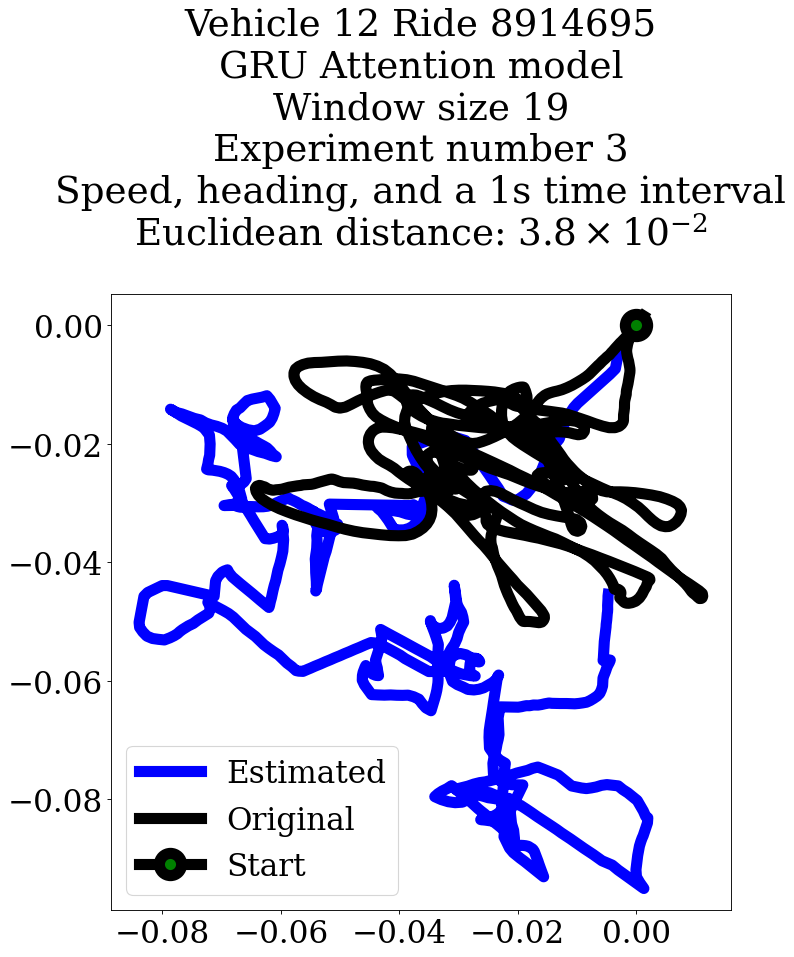 Vehicle 12 Ride 8914695
GRU Attention model
Window size 19
Experiment number 3
Speed, heading, and a 1s time interval
Euclidean distance: 3.8 × 10⁻²
0.00
−0.02
−0.04
−0.06
−0.08
Estimated
Original
Start
−0.08 −0.06 −0.04 −0.02 0.00